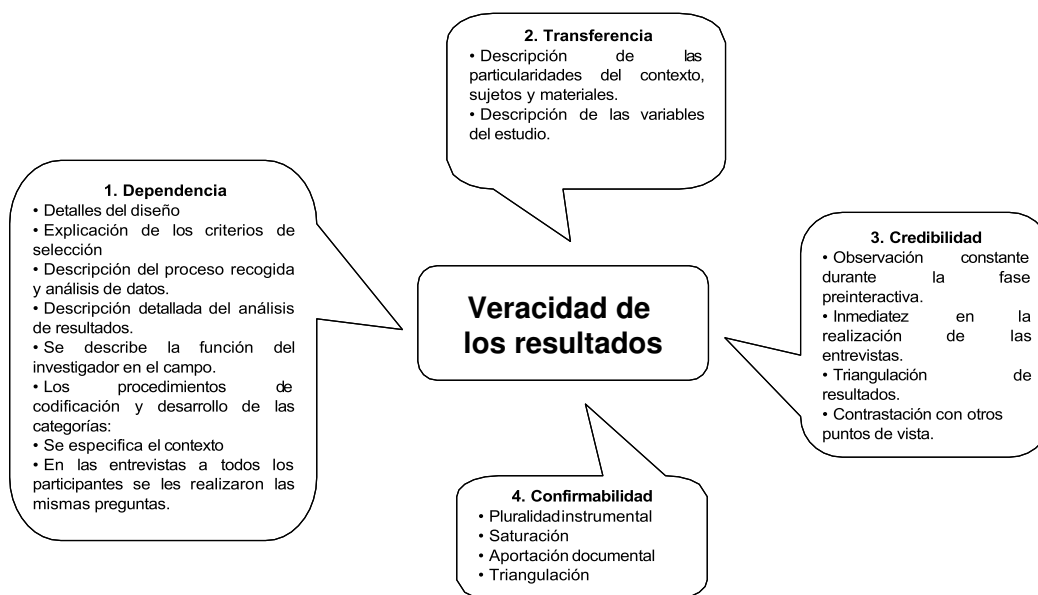 1. Dependencia
• Detalles del diseño
• Explicación de los criterios de
selección
• Descripción del proceso recogida
y análisis de datos.
• Descripción detallada del análisis
de resultados.
• Se describe la función del
investigador en el campo.
• Los procedimientos de
codificación y desarrollo de las
categorías:
• Se especifica el contexto
• En las entrevistas a todos los
participantes se les realizaron las
mismas preguntas.
2. Transferencia
• Descripción de las
particularidades del contexto,
sujetos y materiales.
• Descripción de las variables
del estudio.
Veracidad de
los resultados
3. Credibilidad
• Observación constante
durante la fase
preinteractiva.
• Inmediatez en la
realización de las
entrevistas.
• Triangulación de
resultados.
• Contrastación con otros
puntos de vista.
4. Confirmabilidad
• Pluralidad instrumental
• Saturación
• Aportación documental
• Triangulación